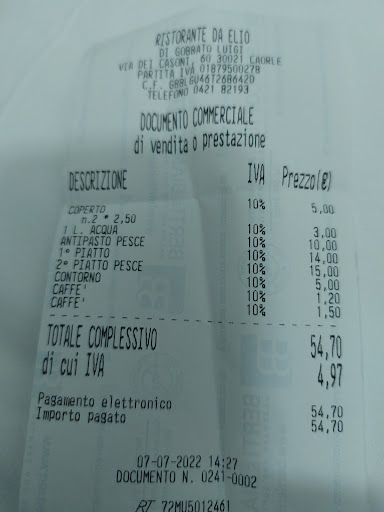 RISTORANTE DA ELIO
DI GOBBATO LUIGI
VIA DEI CASONI, 60 30021 CAORLE
PARTITA IVA 01879500278
C.F. GBBLGU46T26B642D
TELEFONO 0421 82193
DOCUMENTO COMMERCIALE
di vendita o prestazione
DESCRIZIONE IVA Prezzo(€)
COPERTO 10% 5,00
n.2 * 2,50
1 L. ACQUA 10% 3,00
ANTIPASTO PESCE 10% 10,00
1° PIATTO 10% 14,00
2° PIATTO PESCE 10% 15,00
CONTORNO 10% 5,00
CAFFE' 10% 1,20
CAFFE' 10% 1,50
TOTALE COMPLESSIVO 54,70
di cui IVA 4,97
Pagamento elettronico 54,70
Importo pagato 54,70
07-07-2022 14:27
DOCUMENTO N. 0241-0002
RT 72MU5012461